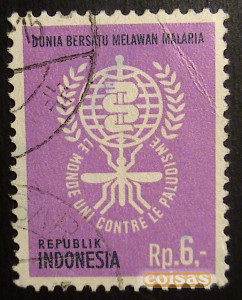 DUNIA BERSATU MELAWAN MALARIA
LE MONDE UNI CONTRE LE PALUDISME
REPUBLIK
INDONESIA
Rp.6.-
coisas